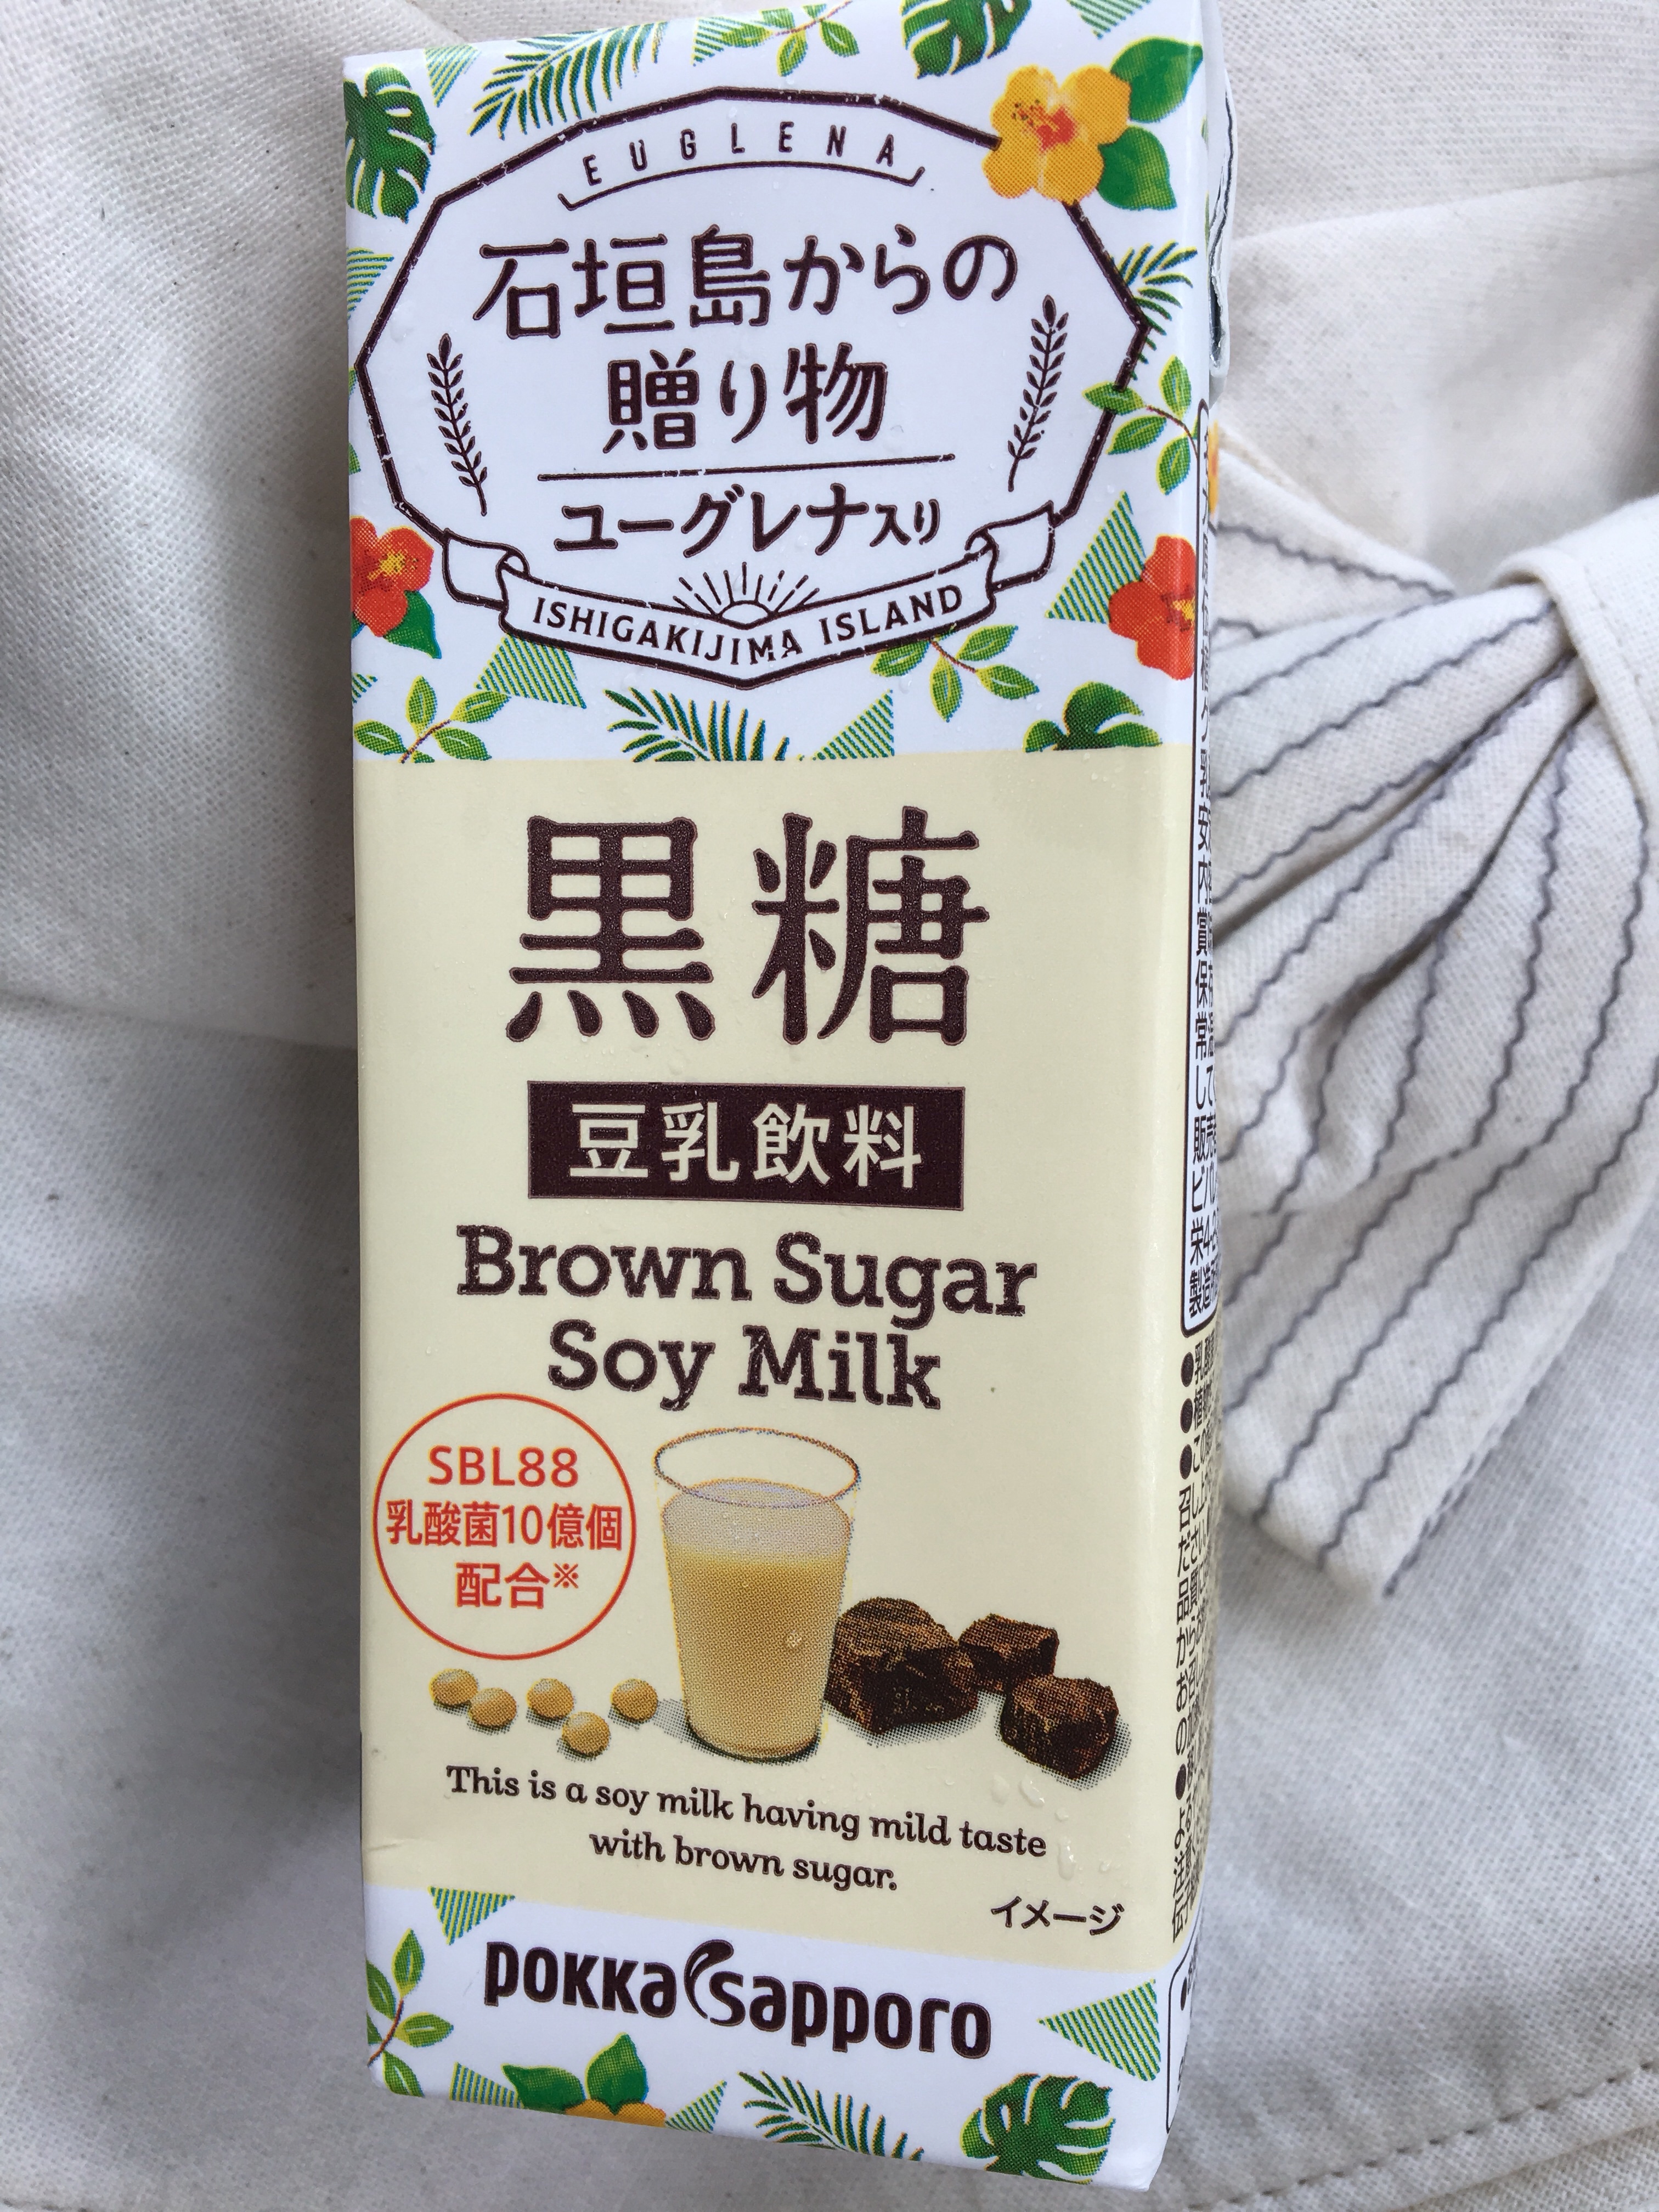 EUGLENA
石垣島からの
贈り物
ユーグレナ入り
ISHIGAKIJIMA ISLAND
黒糖
豆乳飲料
Brown Sugar
Soy Milk
SBL88
乳酸菌10億個
配合※
This is a soy milk having mild taste
with brown sugar.
イメージ
POKKA sapporo